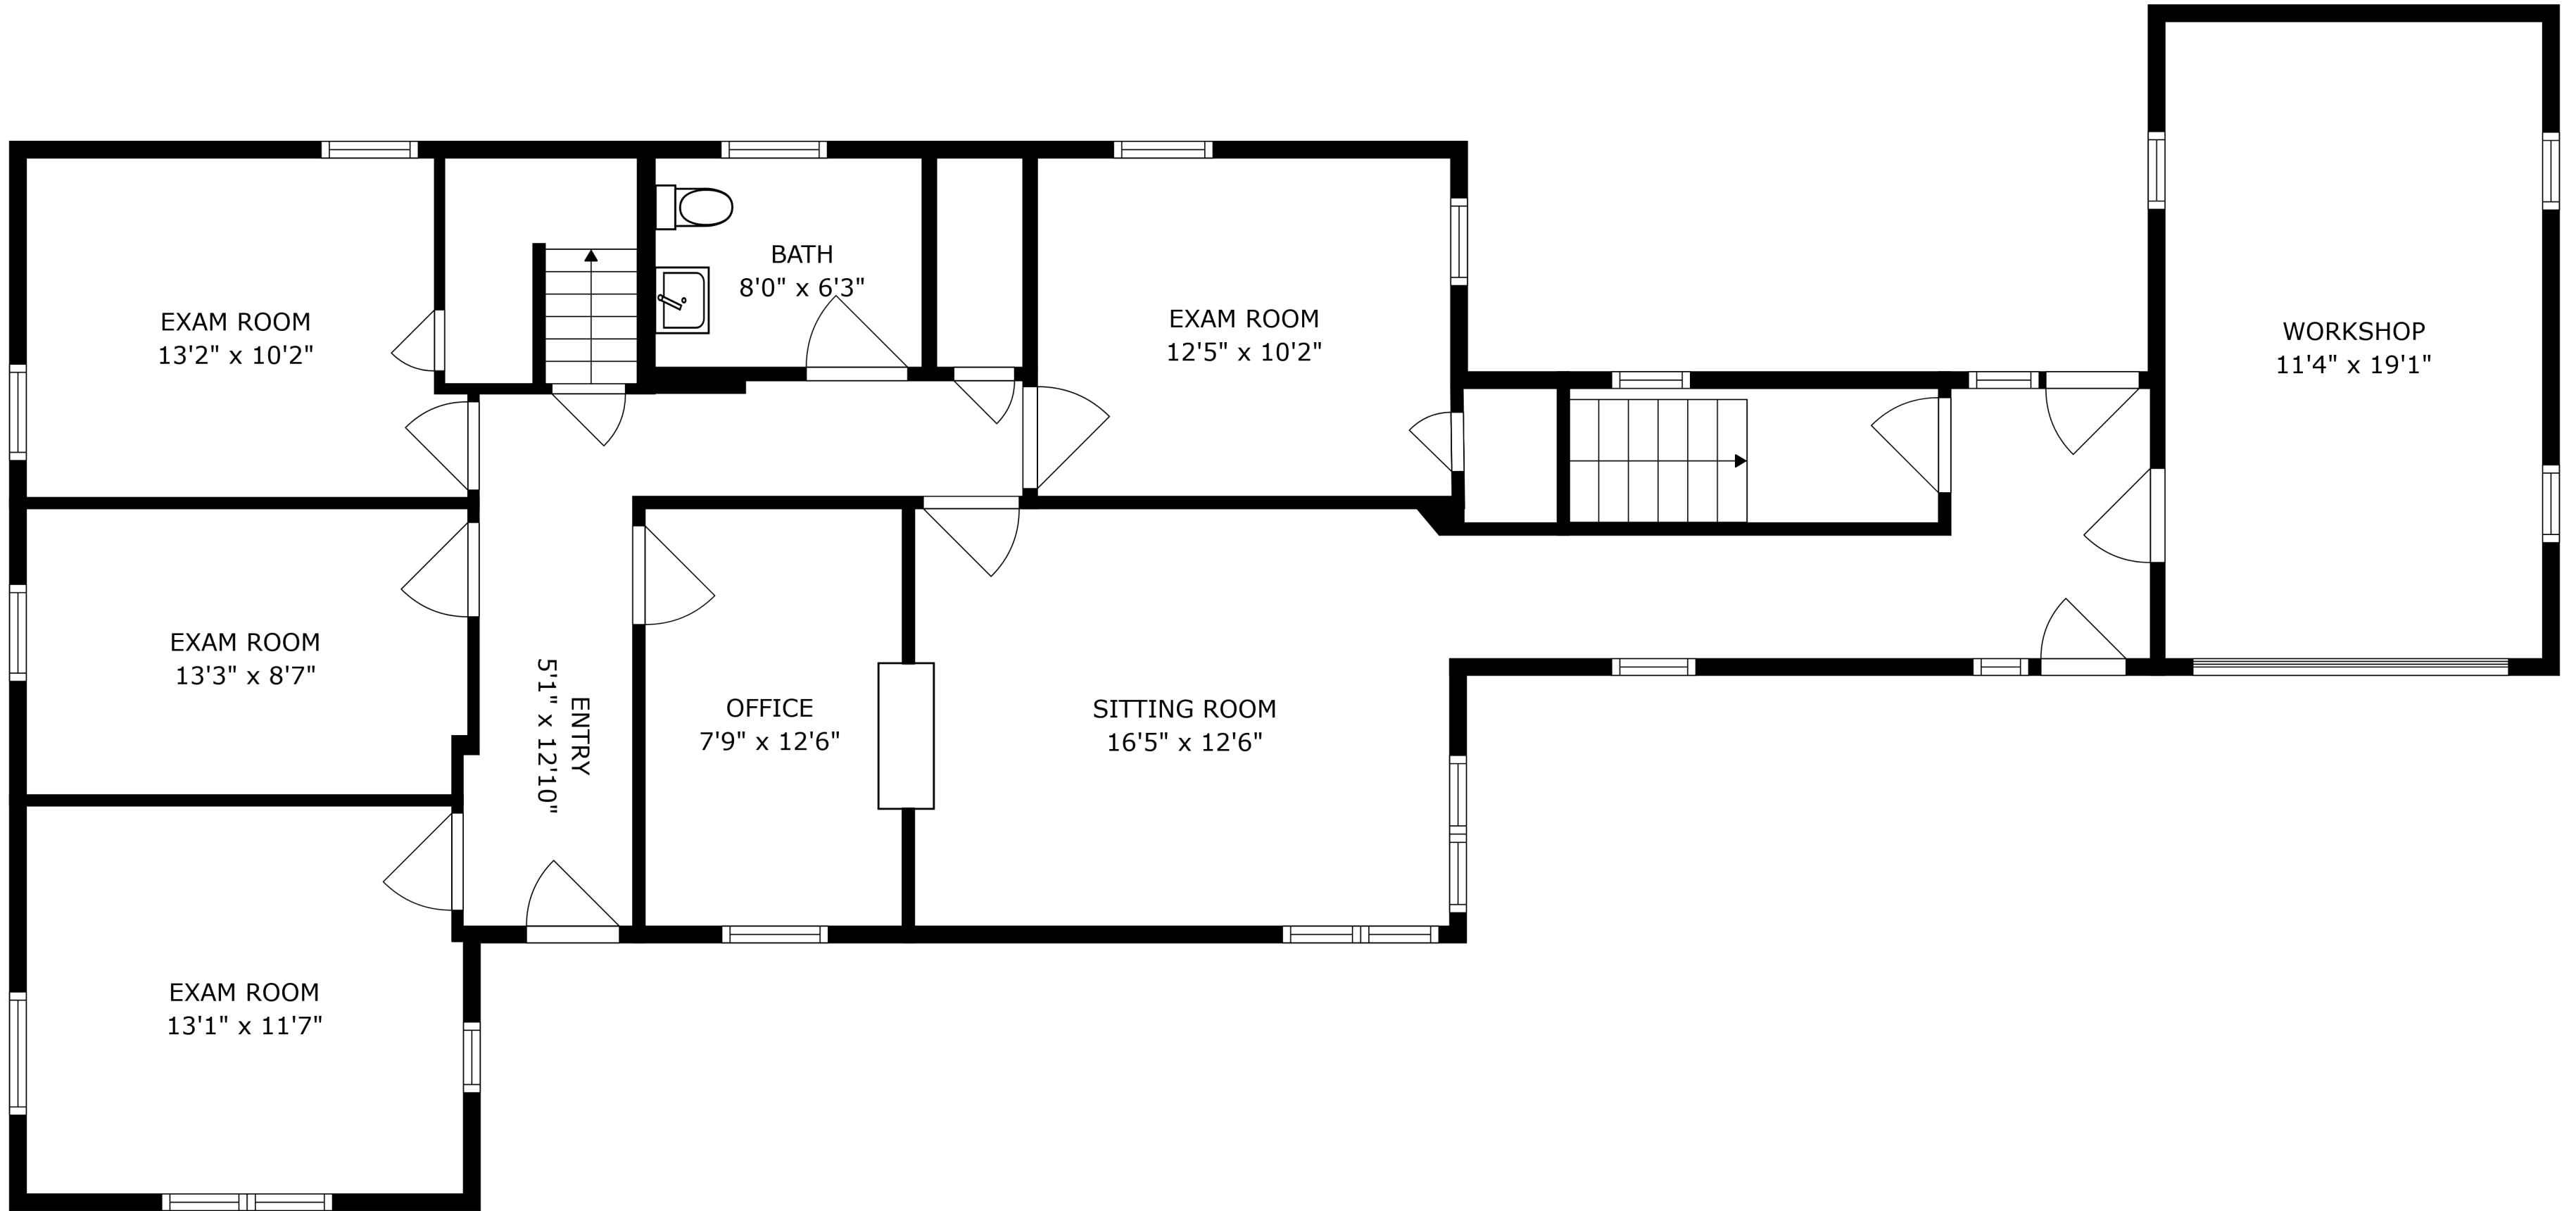 BATH
8'0" x 6'3"
EXAM ROOM
13'2" x 10'2"
EXAM ROOM
12'5" x 10'2"
WORKSHOP
11'4" x 19'1"
EXAM ROOM
13'3" x 8'7"
ENTRY
5'1" x 12'10"
OFFICE
7'9" x 12'6"
SITTING ROOM
16'5" x 12'6"
EXAM ROOM
13'1" x 11'7"